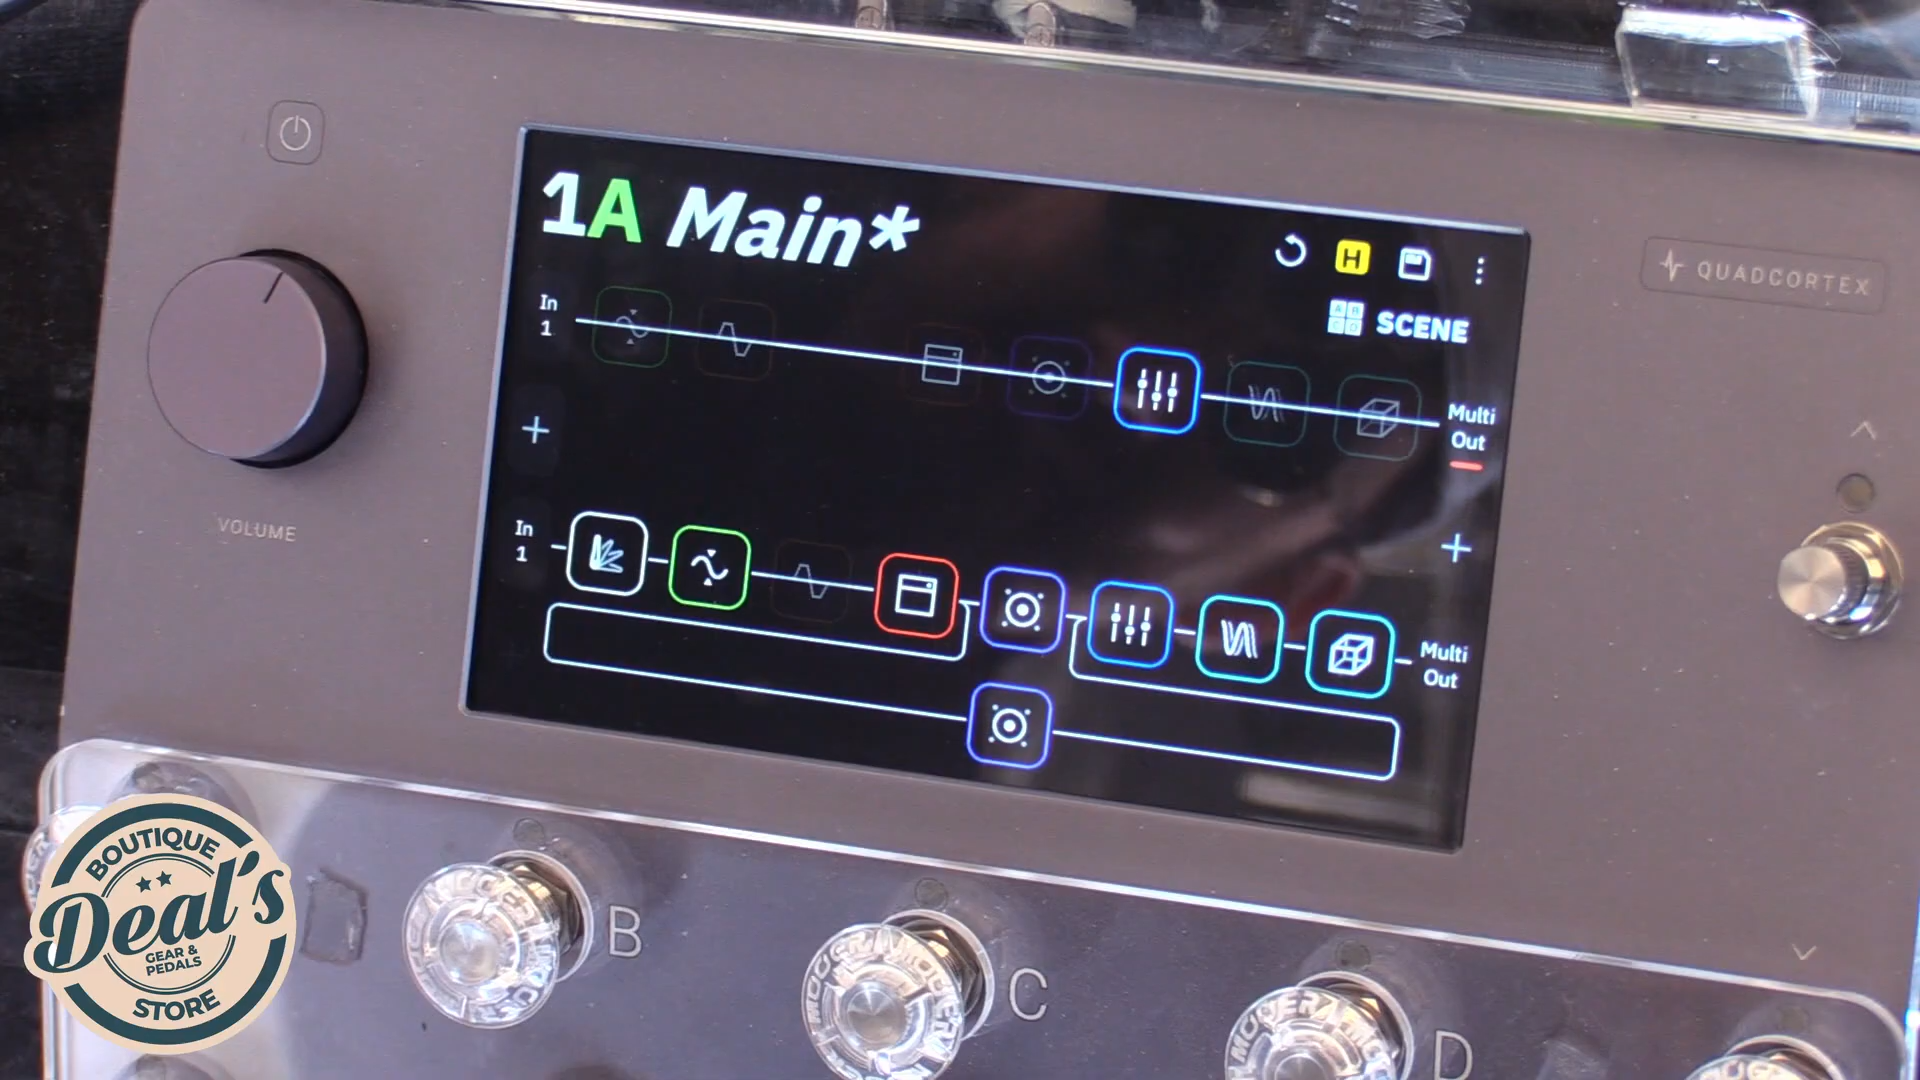 1A Main*
H
SCENE
QUADCORTEX
In
1
Multi
Out
VOLUME
In
1
Multi
Out
B
C
D
BOUTIQUE
Deal's
GEAR &
PEDALS
STORE